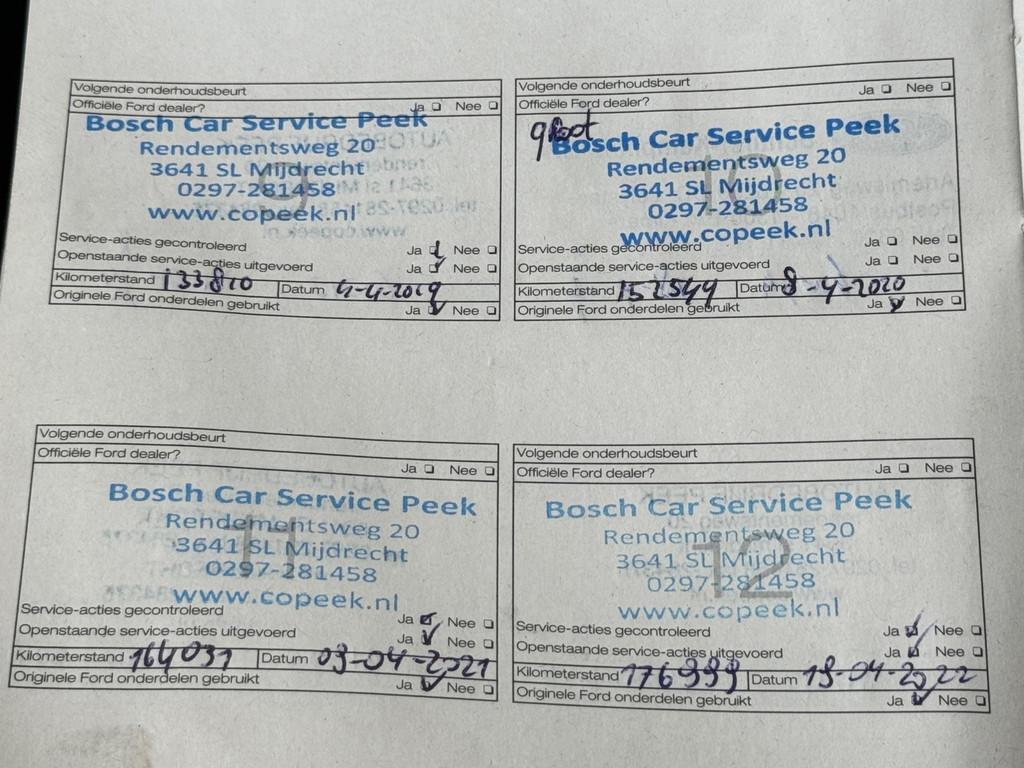 Volgende onderhoudsbeurt
Officiële Ford dealer? Ja Nee
Bosch Car Service Peek
Rendementsweg 20
3641 SL Mijdrecht
0297-281458
www.copeek.nl
9
Service-acties gecontroleerd Ja Nee
Openstaande service-acties uitgevoerd Ja Nee
Kilometerstand 133810 Datum 4-4-2019
Originele Ford onderdelen gebruikt Ja Nee
Volgende onderhoudsbeurt
Officiële Ford dealer? Ja Nee
groot
Bosch Car Service Peek
Rendementsweg 20
3641 SL Mijdrecht
0297-281458
www.copeek.nl
10
Service-acties gecontroleerd Ja Nee
Openstaande service-acties uitgevoerd Ja Nee
Kilometerstand 152549 Datum 8-4-2020
Originele Ford onderdelen gebruikt Ja Nee
Volgende onderhoudsbeurt
Officiële Ford dealer? Ja Nee
Bosch Car Service Peek
Rendementsweg 20
3641 SL Mijdrecht
0297-281458
www.copeek.nl
11
Service-acties gecontroleerd Ja Nee
Openstaande service-acties uitgevoerd Ja Nee
Kilometerstand 164031 Datum 09-04-2021
Originele Ford onderdelen gebruikt Ja Nee
Volgende onderhoudsbeurt
Officiële Ford dealer? Ja Nee
Bosch Car Service Peek
Rendementsweg 20
3641 SL Mijdrecht
0297-281458
www.copeek.nl
12
Service-acties gecontroleerd Ja Nee
Openstaande service-acties uitgevoerd Ja Nee
Kilometerstand 176999 Datum 19-04-2022
Originele Ford onderdelen gebruikt Ja Nee